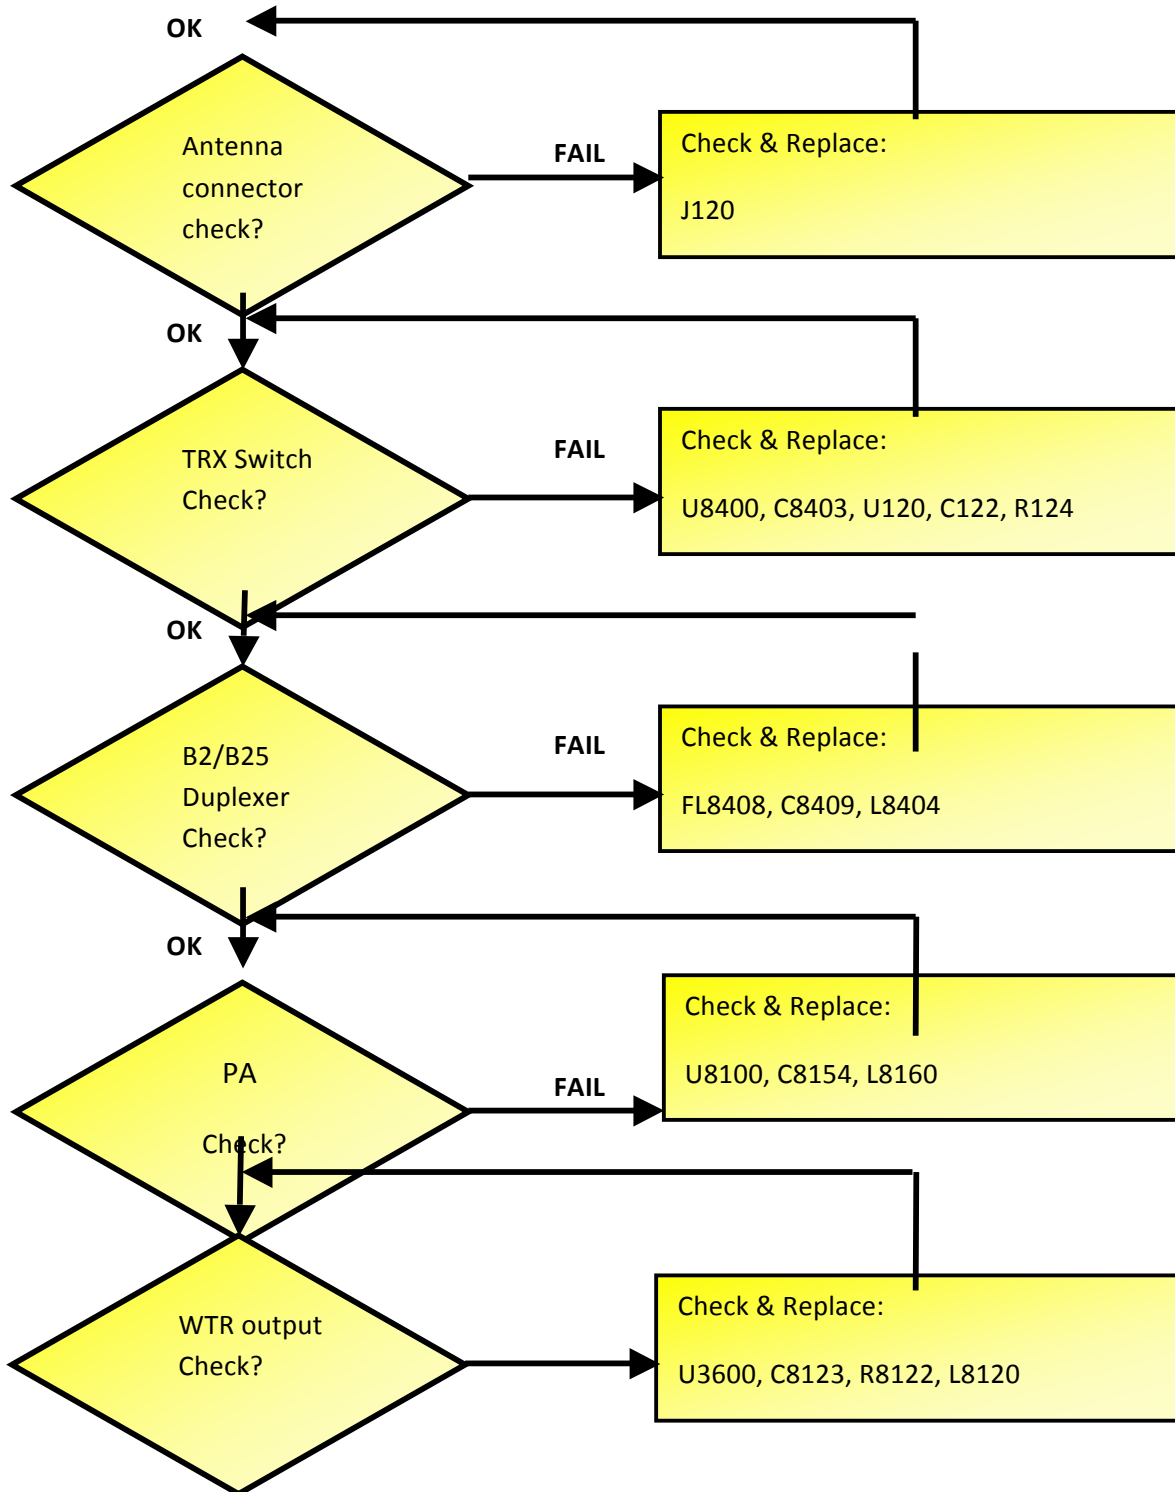 OK
Antenna
connector
check?
FAIL
Check & Replace:
J120
OK
TRX Switch
Check?
FAIL
Check & Replace:
U8400, C8403, U120, C122, R124
OK
B2/B25
Duplexer
Check?
FAIL
Check & Replace:
FL8408, C8409, L8404
OK
PA
Check?
FAIL
Check & Replace:
U8100, C8154, L8160
WTR output
Check?
Check & Replace:
U3600, C8123, R8122, L8120